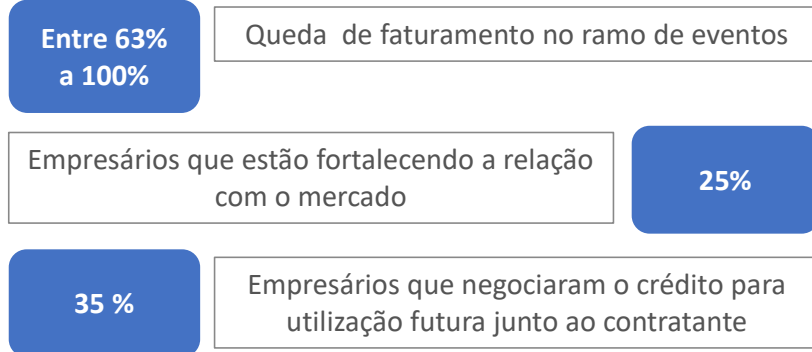 Entre 63%
a 100%
Queda de faturamento no ramo de eventos
Empresários que estão fortalecendo a relação
com o mercado
25%
35 %
Empresários que negociaram o crédito para
utilização futura junto ao contratante